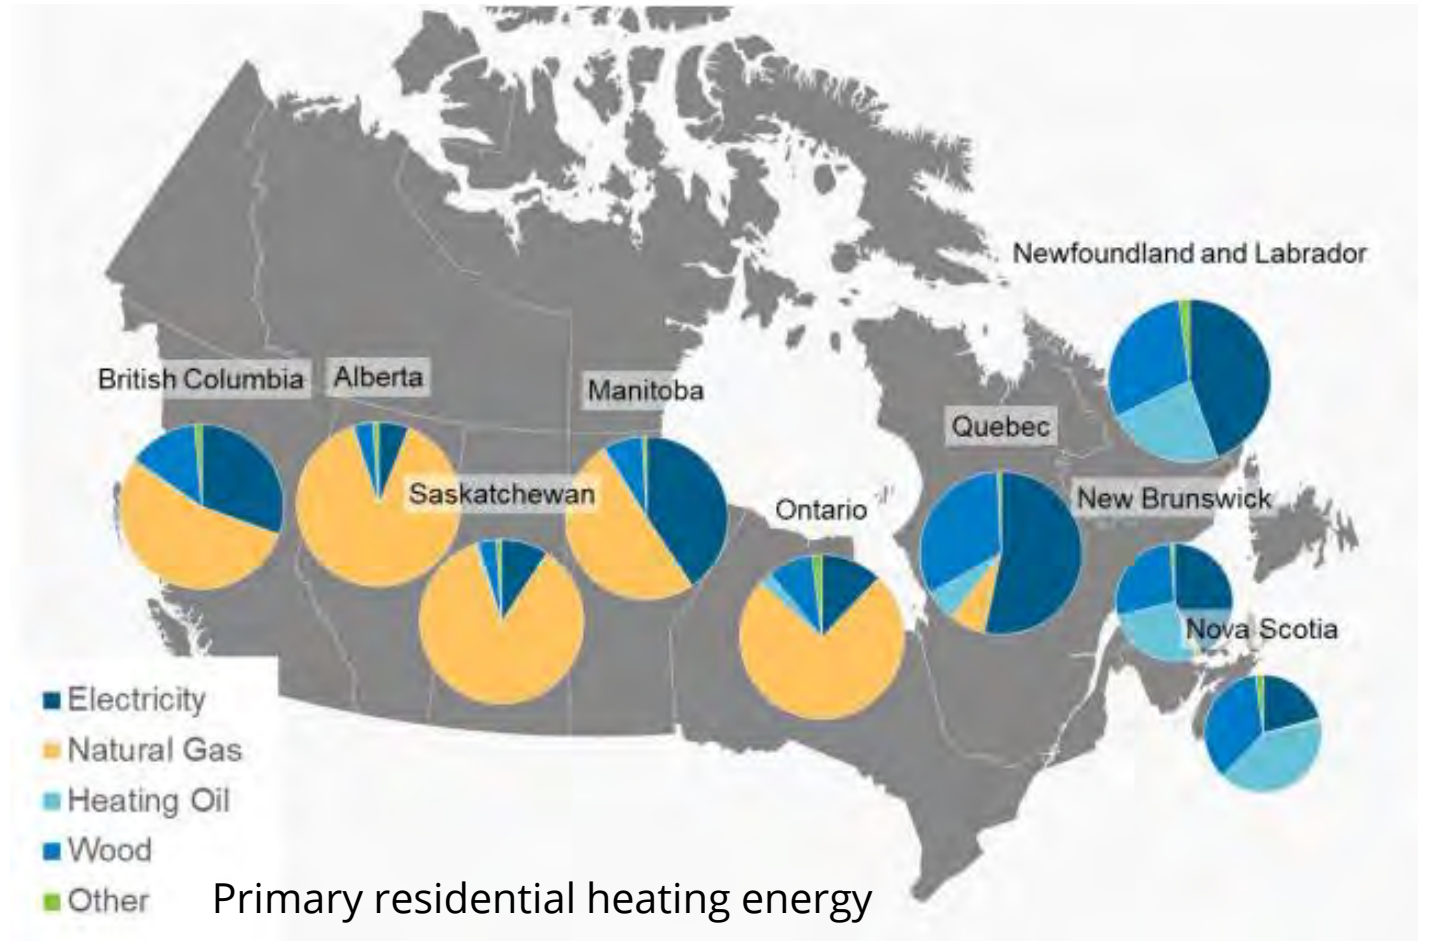 Newfoundland and Labrador
British Columbia
Alberta
Manitoba
Quebec
Saskatchewan
New Brunswick
Ontario
Nova Scotia
Electricity
Natural Gas
Heating Oil
Wood
Other
Primary residential heating energy